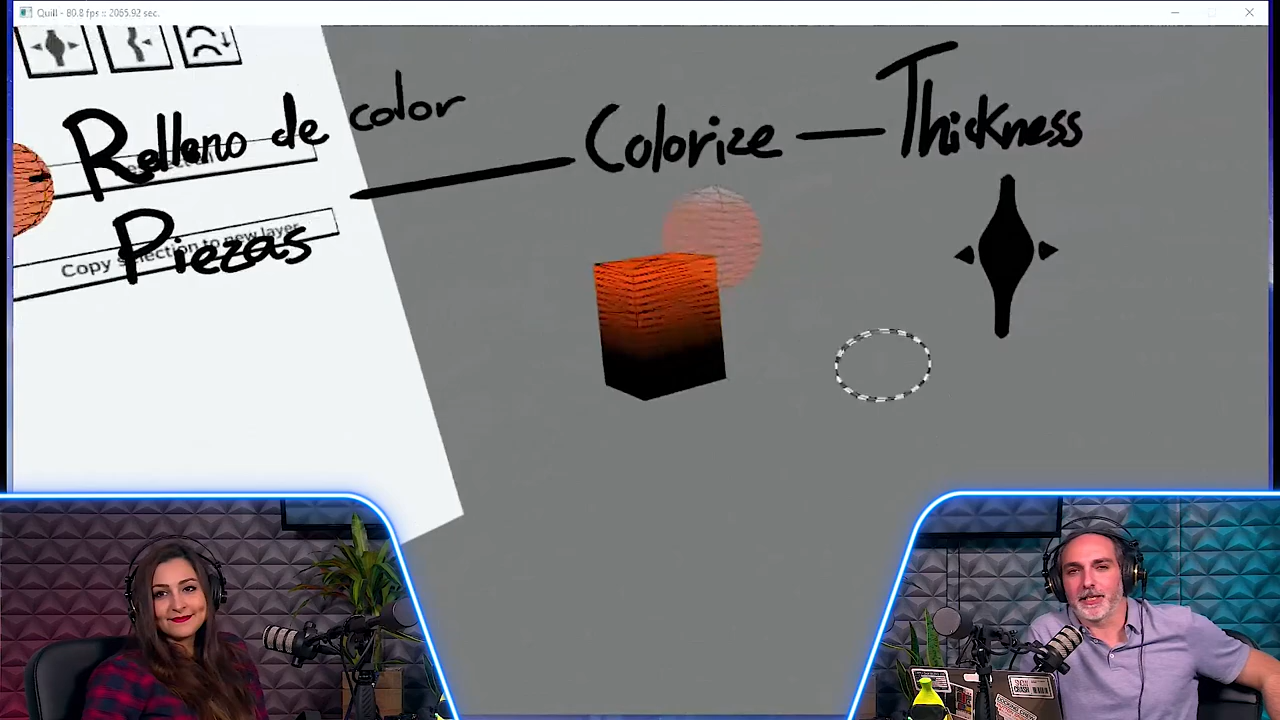 Quill - 80.8 fps :: 2065.92 sec.
Relleno de color
Piezas
Copy selection to new layer
Colorize — Thickness